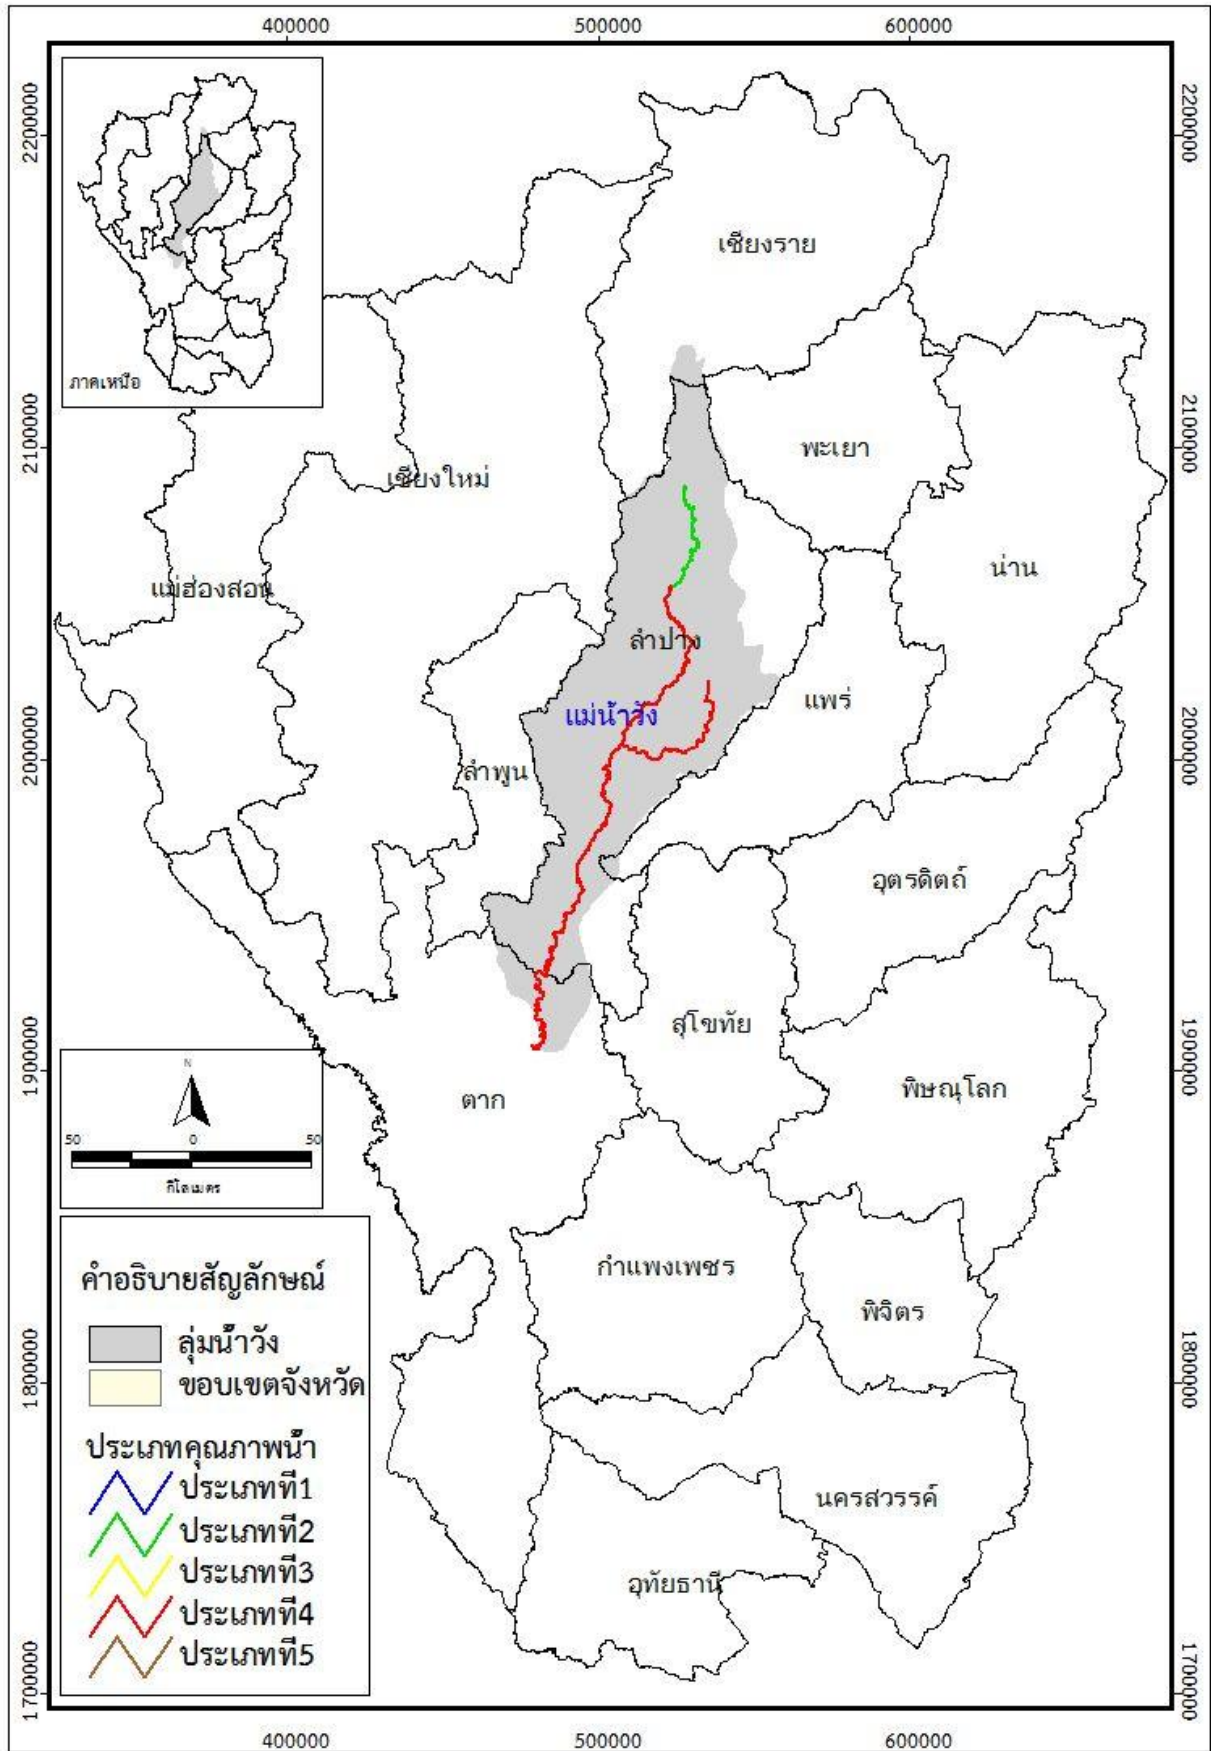 400000 500000 600000
2200000
2100000
2000000
1900000
1800000
1700000
2200000
2100000
2000000
1900000
1800000
1700000
ภาคเหนือ
เชียงราย
พะเยา
เชียงใหม่
น่าน
แม่ฮ่องสอน
ลำปาง
แพร่
แม่น้ำวัง
ลำพูน
อุตรดิตถ์
สุโขทัย
พิษณุโลก
ตาก
กำแพงเพชร
พิจิตร
นครสวรรค์
อุทัยธานี
N
50 0 50
กิโลเมตร
คำอธิบายสัญลักษณ์
ลุ่มน้ำวัง
ขอบเขตจังหวัด
ประเภทคุณภาพน้ำ
ประเภทที่1
ประเภทที่2
ประเภทที่3
ประเภทที่4
ประเภทที่5
400000 500000 600000